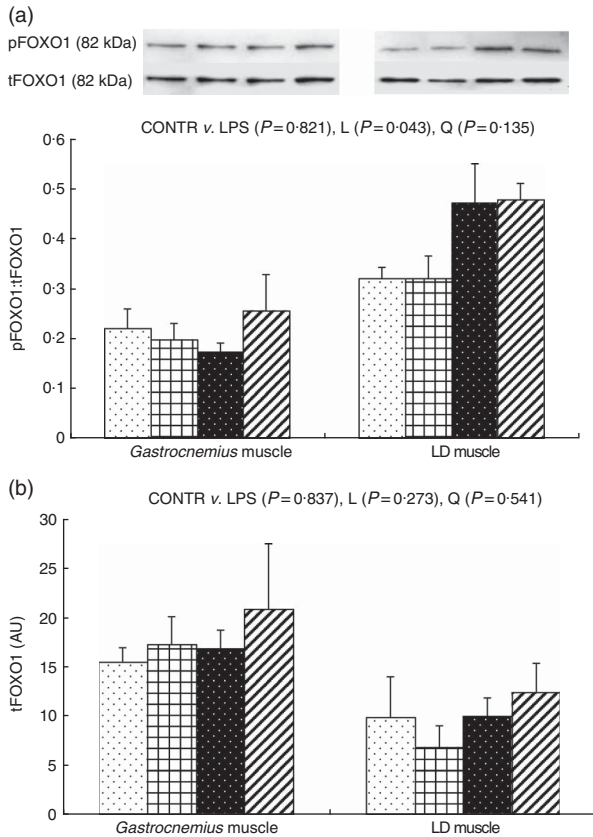 (a)
pFOXO1 (82 kDa)
tFOXO1 (82 kDa)
CONTR v. LPS (P=0·821), L (P=0·043), Q (P=0·135)
0·6
0·5
0·4
0·3
0·2
0·1
0
pFOXO1:tFOXO1
Gastrocnemius muscle LD muscle
(b)
CONTR v. LPS (P=0·837), L (P=0·273), Q (P=0·541)
30
25
20
15
10
5
0
tFOXO1 (AU)
Gastrocnemius muscle LD muscle